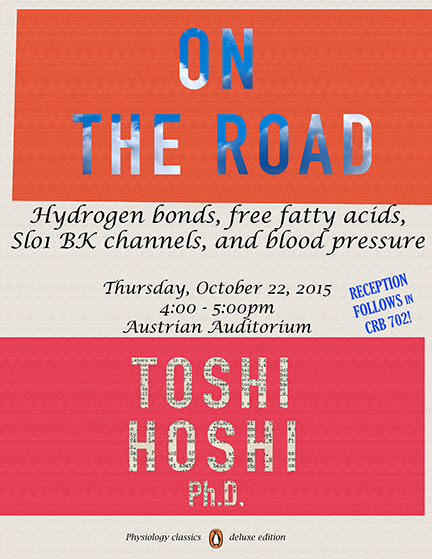 ON
THE ROAD
Hydrogen bonds, free fatty acids,
Slo1 BK channels, and blood pressure
Thursday, October 22, 2015
4:00 - 5:00pm
Austrian Auditorium
RECEPTION
FOLLOWS IN
CRB 702!
TOSHI
HOSHI
Ph.D.
Physiology classics deluxe edition